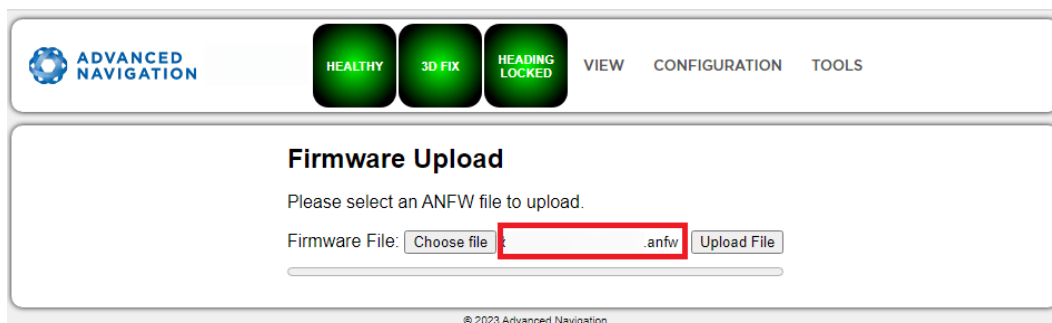 ADVANCED
NAVIGATION
HEALTHY
3D FIX
HEADING
LOCKED
VIEW
CONFIGURATION
TOOLS
Firmware Upload
Please select an ANFW file to upload.
Firmware File: Choose file .anfw Upload File
© 2023 Advanced Navigation